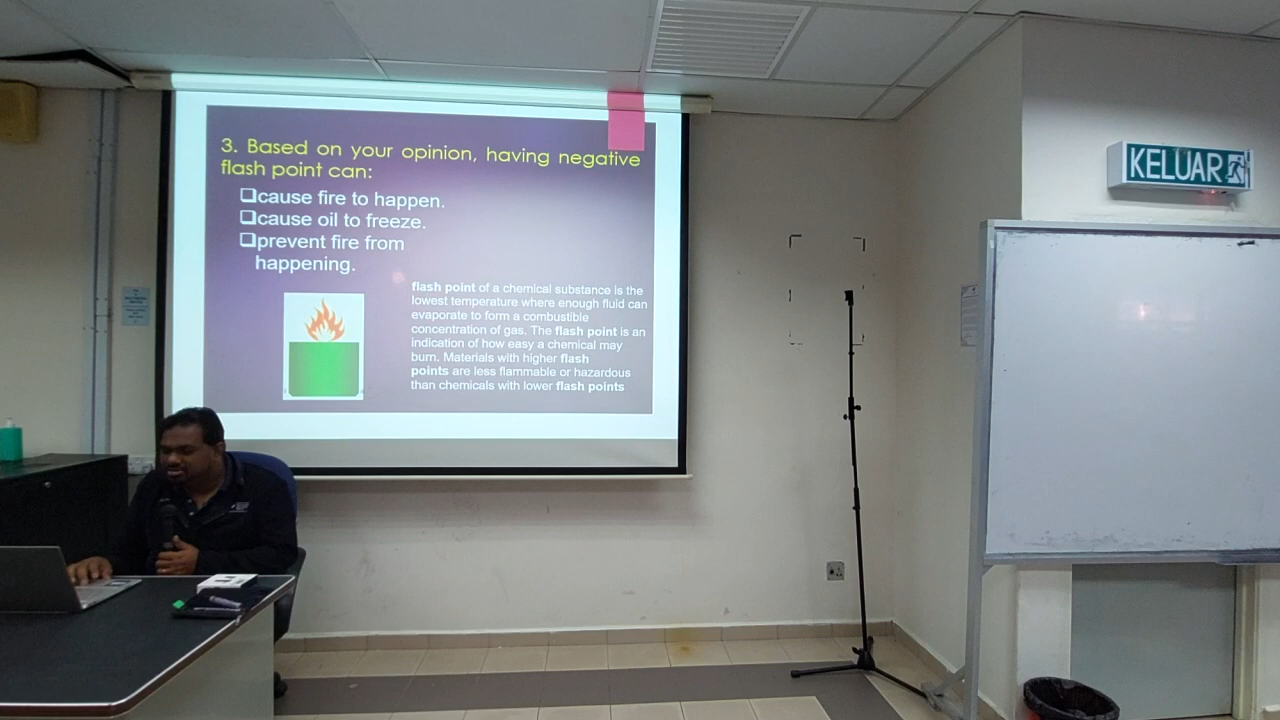 3. Based on your opinion, having negative
flash point can:
❑cause fire to happen.
❑cause oil to freeze.
❑prevent fire from
happening.
flash point of a chemical substance is the
lowest temperature where enough fluid can
evaporate to form a combustible
concentration of gas. The flash point is an
indication of how easy a chemical may
burn. Materials with higher flash
points are less flammable or hazardous
than chemicals with lower flash points
KELUAR